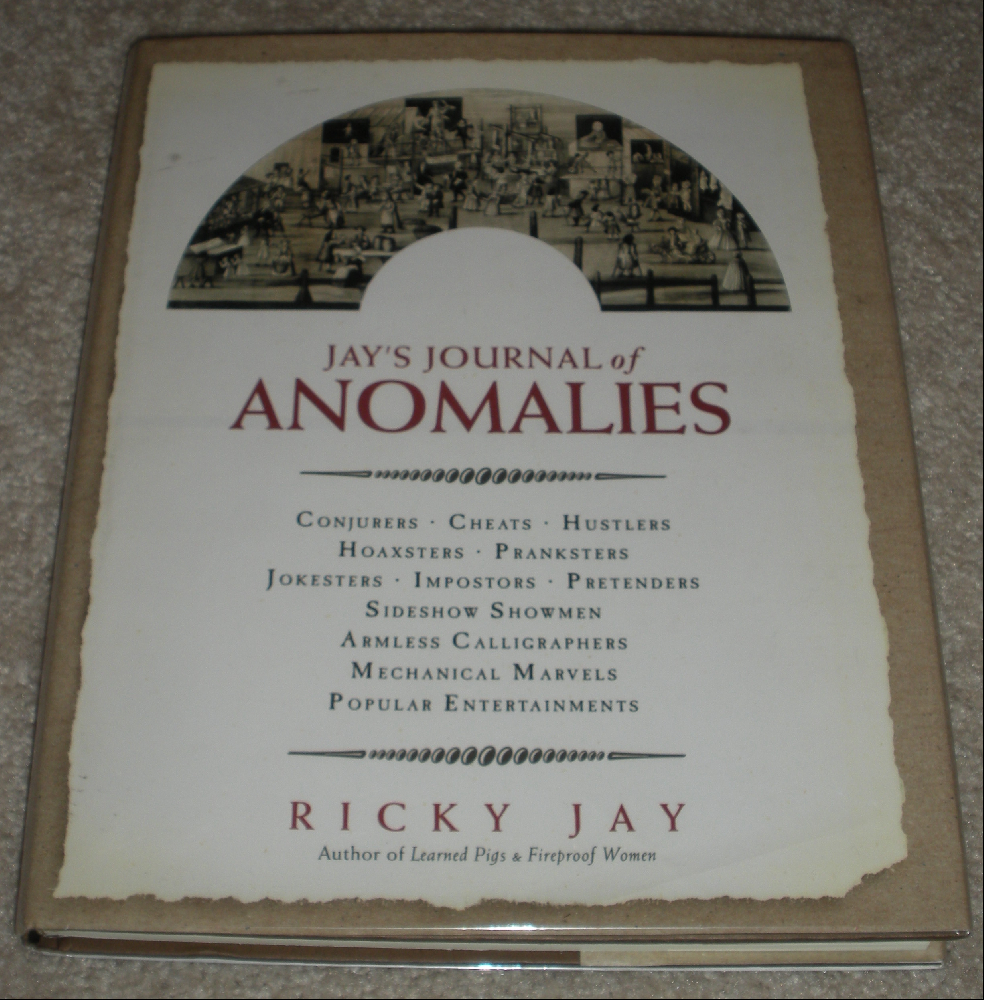 JAY'S JOURNAL of
ANOMALIES
CONJURERS · CHEATS · HUSTLERS
HOAXSTERS · PRANKSTERS
JOKESTERS · IMPOSTORS · PRETENDERS
SIDESHOW SHOWMEN
ARMLESS CALLIGRAPHERS
MECHANICAL MARVELS
POPULAR ENTERTAINMENTS
RICKY JAY
Author of Learned Pigs & Fireproof Women